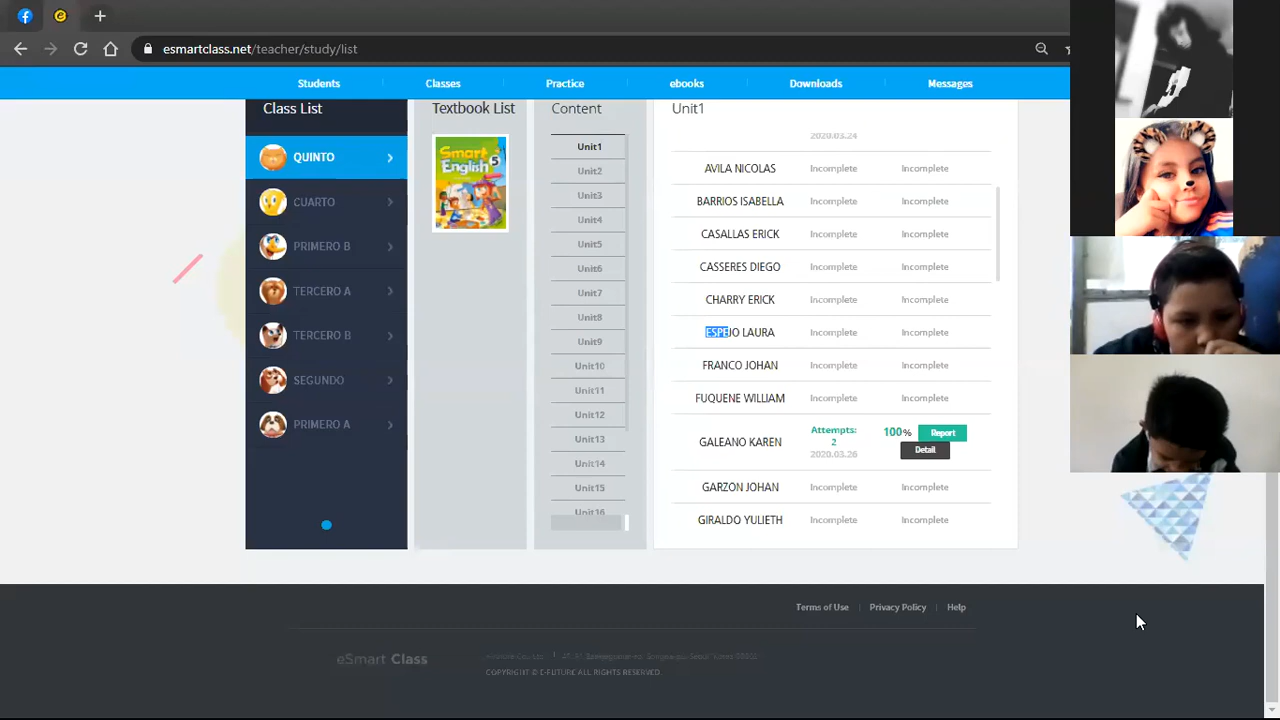 esmartclass.net/teacher/study/list
Students
Classes
Practice
ebooks
Downloads
Messages
Class List
QUINTO
CUARTO
PRIMERO B
TERCERO A
TERCERO B
SEGUNDO
PRIMERO A
Textbook List
Smart English 5
Content
Unit1
Unit2
Unit3
Unit4
Unit5
Unit6
Unit7
Unit8
Unit9
Unit10
Unit11
Unit12
Unit13
Unit14
Unit15
Unit16
Unit1
2020.03.24
AVILA NICOLAS Incomplete Incomplete
BARRIOS ISABELLA Incomplete Incomplete
CASALLAS ERICK Incomplete Incomplete
CASSERES DIEGO Incomplete Incomplete
CHARRY ERICK Incomplete Incomplete
ESPEJO LAURA Incomplete Incomplete
FRANCO JOHAN Incomplete Incomplete
FUQUENE WILLIAM Incomplete Incomplete
GALEANO KAREN Attempts: 2 2020.03.26 100% Report Detail
GARZON JOHAN Incomplete Incomplete
GIRALDO YULIETH Incomplete Incomplete
Terms of Use
Privacy Policy
Help
eSmart Class
COPYRIGHT © E-FUTURE ALL RIGHTS RESERVED.